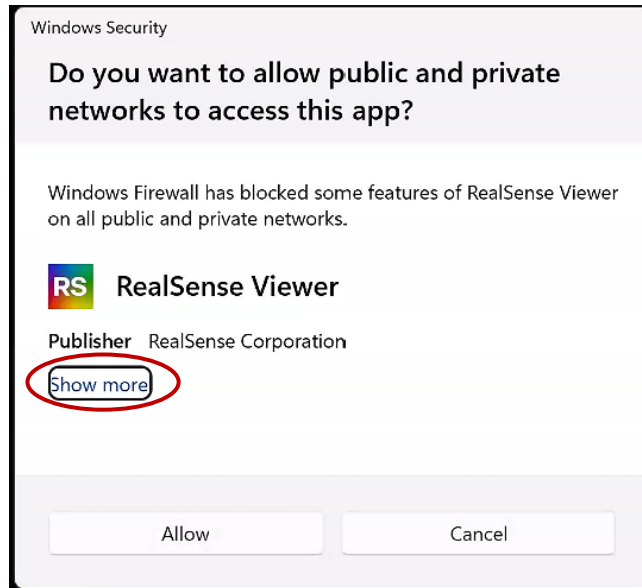 Windows Security
Do you want to allow public and private
networks to access this app?
Windows Firewall has blocked some features of RealSense Viewer
on all public and private networks.
RS RealSense Viewer
Publisher RealSense Corporation
Show more
Allow Cancel